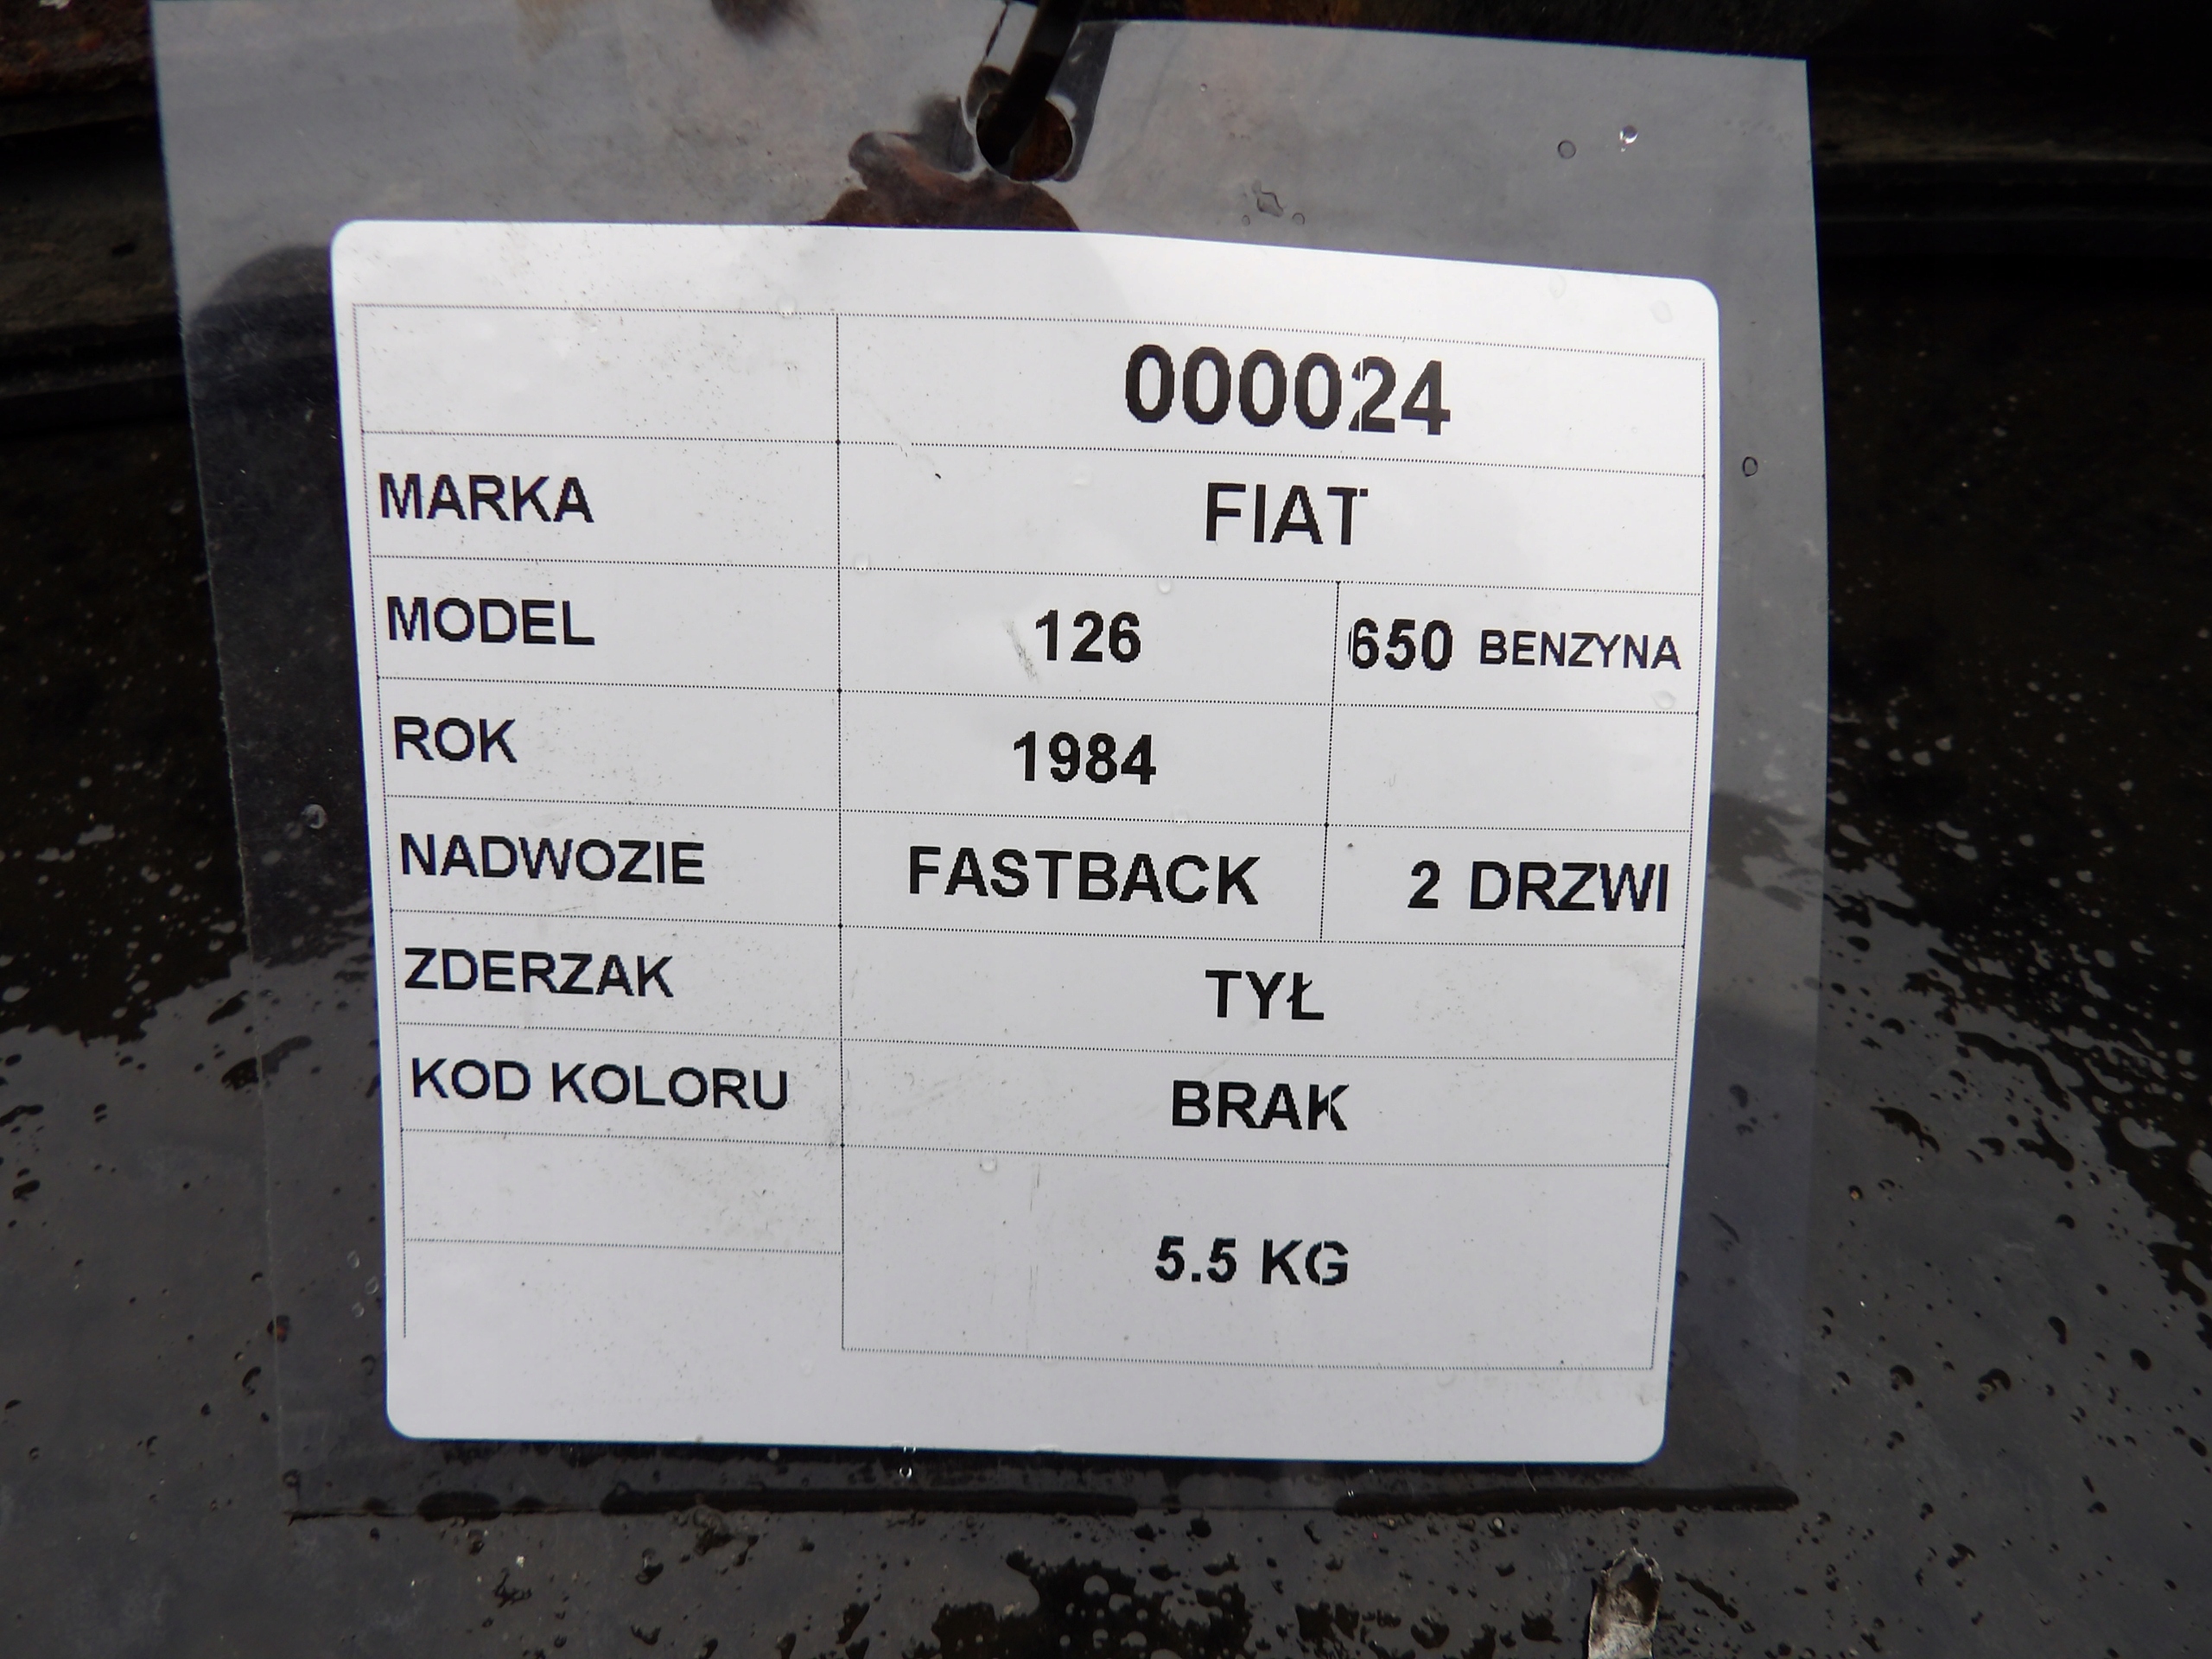 000024
MARKA FIAT
MODEL 126 650 BENZYNA
ROK 1984
NADWOZIE FASTBACK 2 DRZWI
ZDERZAK TYŁ
KOD KOLORU BRAK
5.5 KG